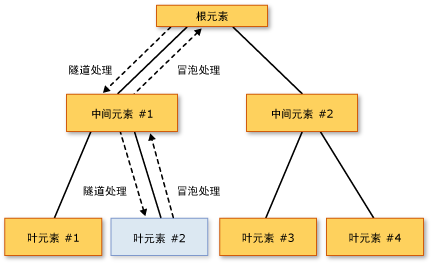 根元素
隧道处理
冒泡处理
中间元素 #1
中间元素 #2
隧道处理
冒泡处理
叶元素 #1
叶元素 #2
叶元素 #3
叶元素 #4